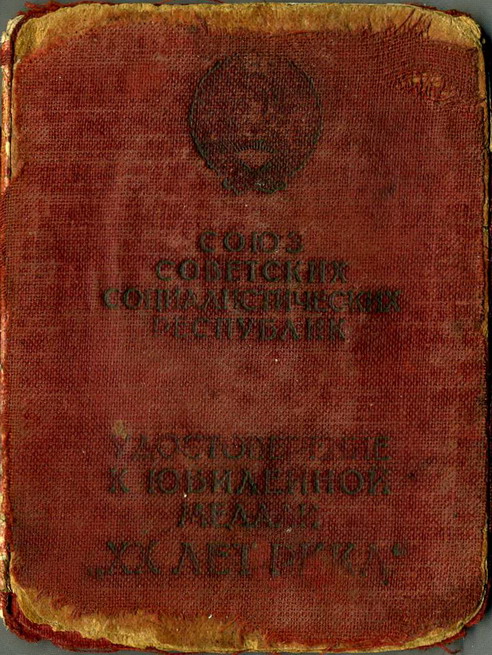 СОЮЗ
СОВЕТСКИХ
СОЦИАЛИСТИЧЕСКИХ
РЕСПУБЛИК
УДОСТОВЕРЕНИЕ
К ЮБИЛЕЙНОЙ
МЕДАЛИ
„XX ЛЕТ РККА“